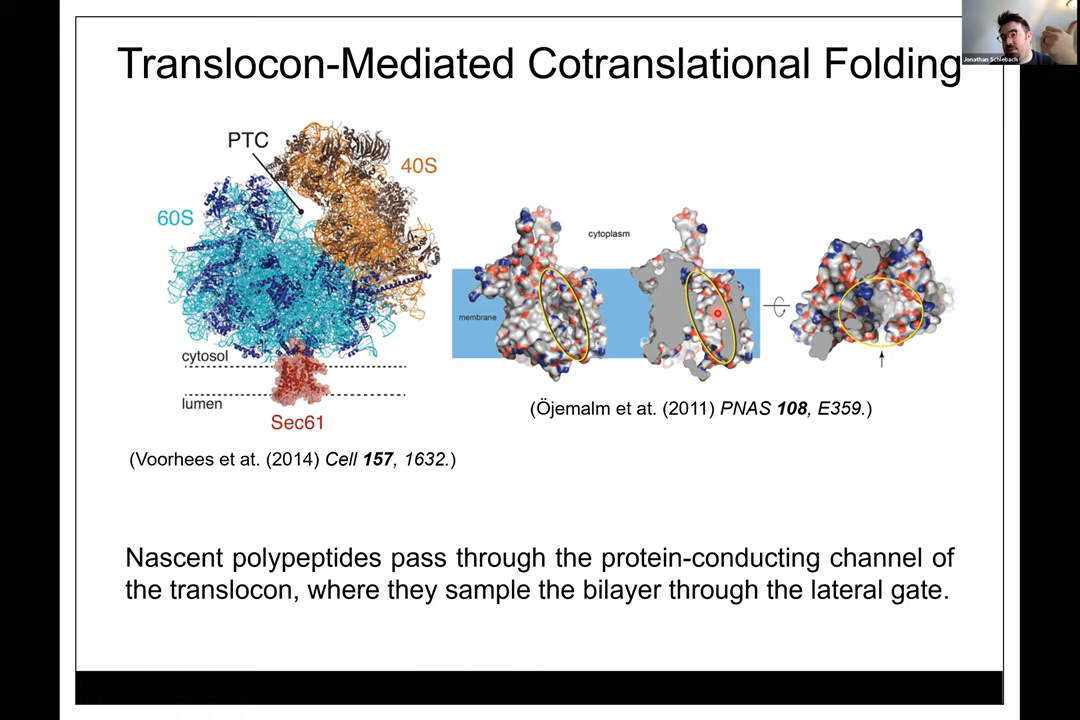 Jonathan Schlebach
Translocon-Mediated Cotranslational Folding
PTC
40S
60S
cytoplasm
membrane
cytosol
lumen
Sec61
(Öjemalm et at. (2011) PNAS 108, E359.)
(Voorhees et at. (2014) Cell 157, 1632.)
Nascent polypeptides pass through the protein-conducting channel of
the translocon, where they sample the bilayer through the lateral gate.